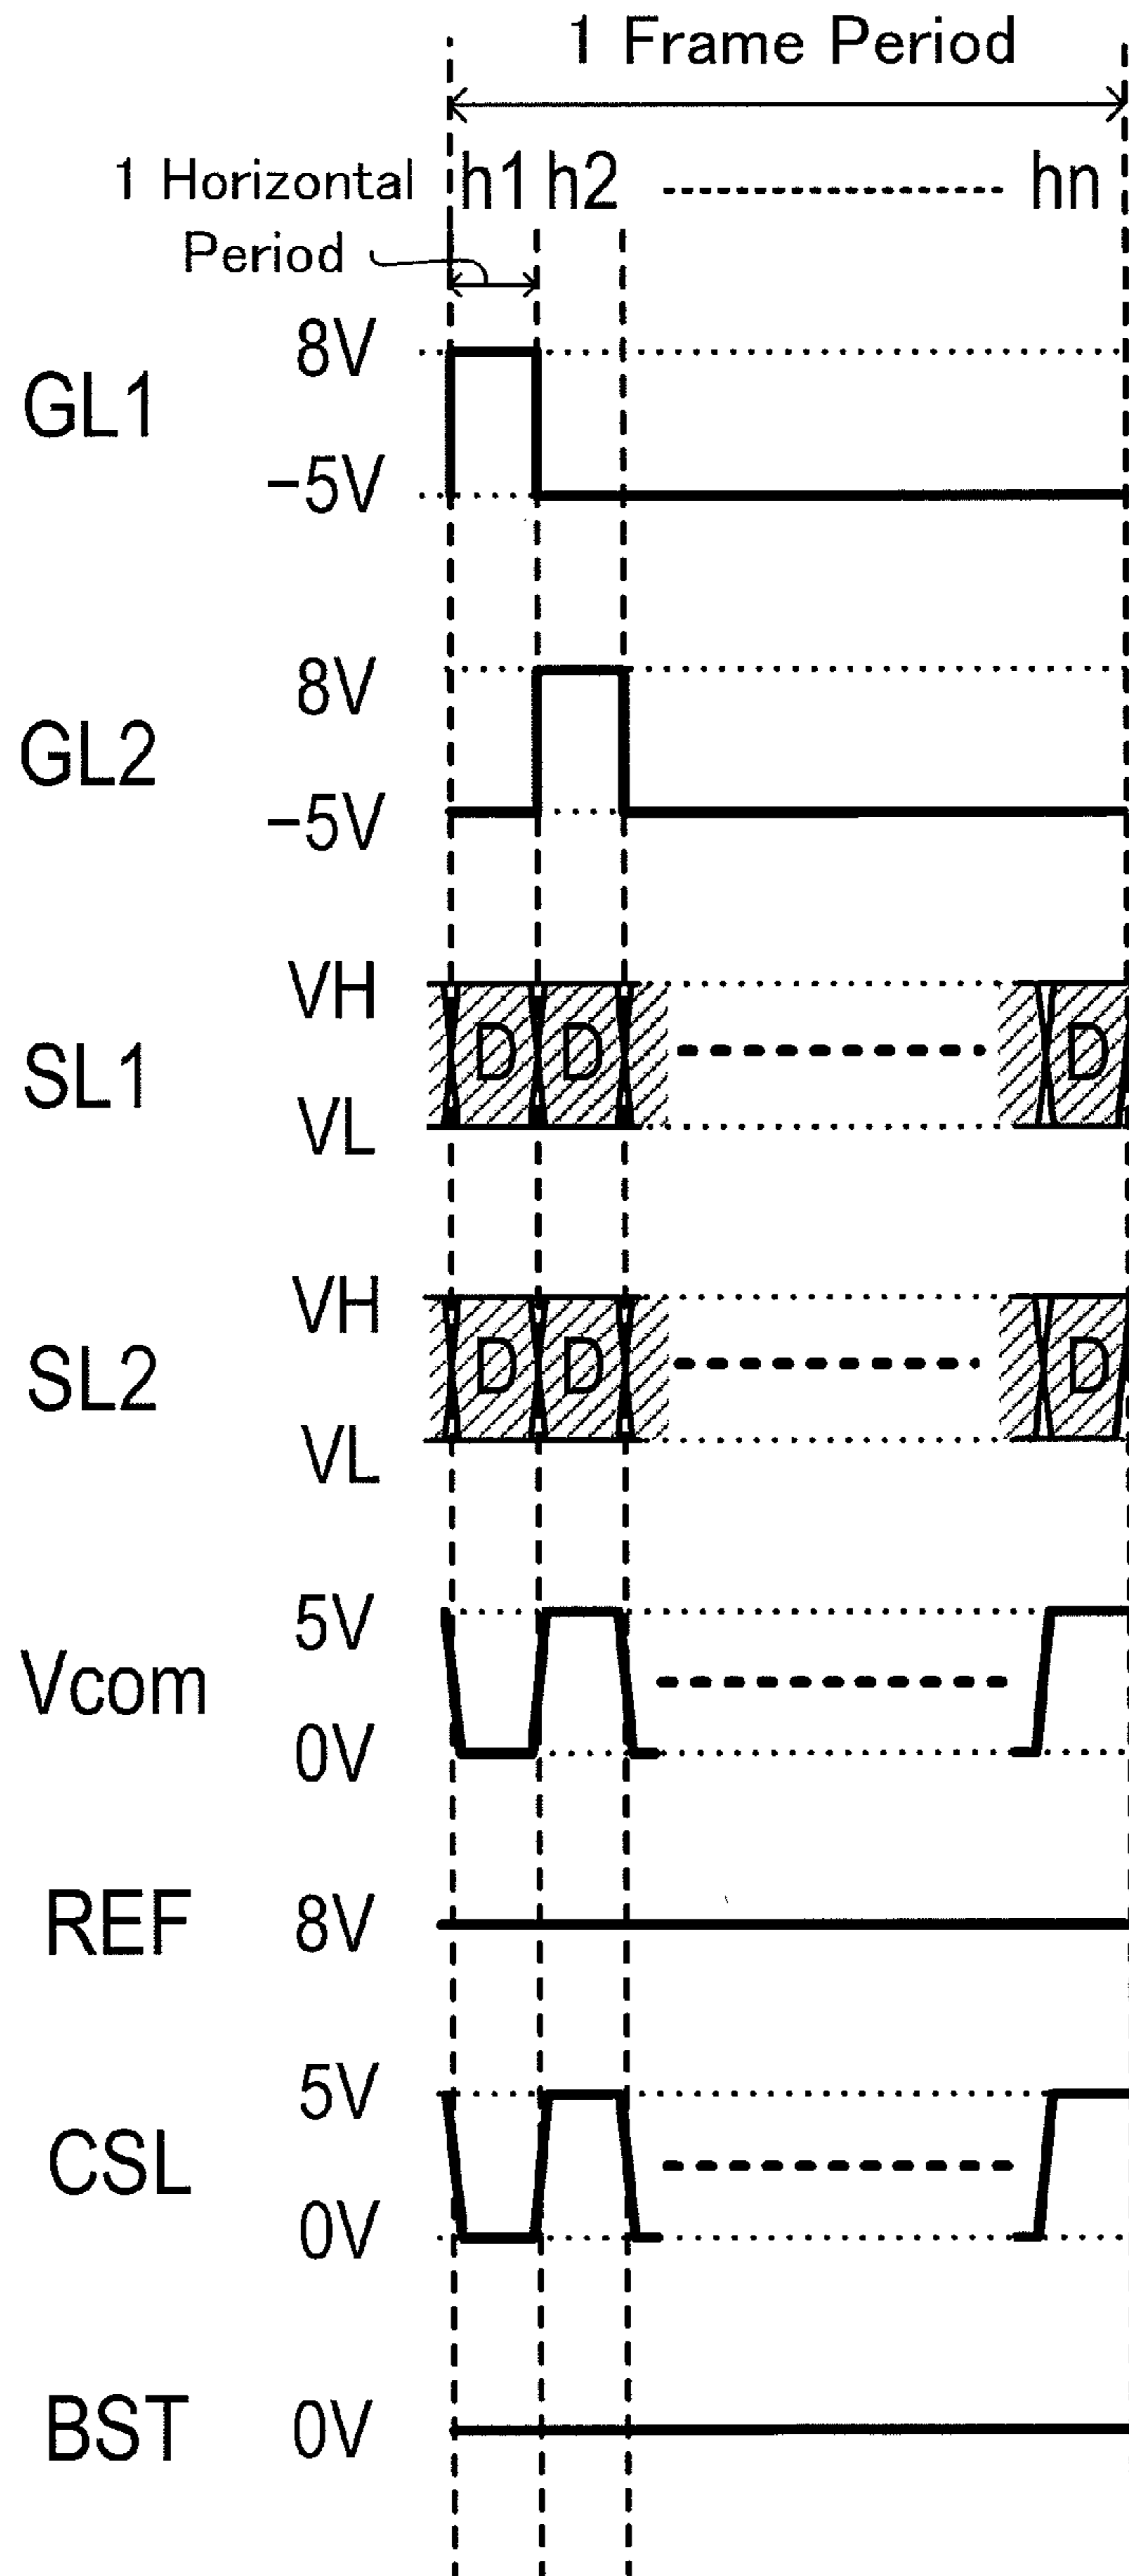 1 Frame Period
1 Horizontal h1 h2 hn
Period
8V
GL1
−5V
8V
GL2
−5V
VH
D D D
SL1
VL
VH
D D D
SL2
VL
5V
Vcom
0V
REF 8V
5V
CSL
0V
BST 0V